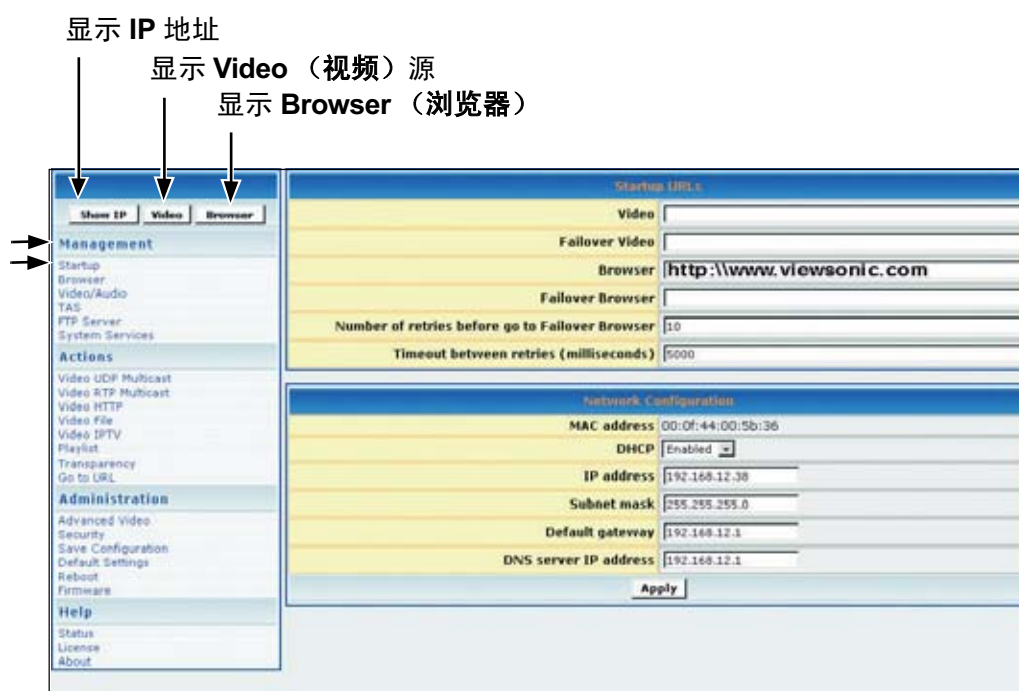 显示 IP 地址
显示 Video （视频）源
显示 Browser （浏览器）
Show IP Video Browser
Management
Startup
Browser
Video/Audio
TAS
FTP Server
System Services
Actions
Video UDP Multicast
Video RTP Multicast
Video HTTP
Video File
Video IPTV
Playlist
Transparency
Go to URL
Administration
Advanced Video
Security
Save Configuration
Default Settings
Reboot
Firmware
Help
Status
License
About
Startup URLs
Video
Failover Video
Browser http:\\www.viewsonic.com
Failover Browser
Number of retries before go to Failover Browser 10
Timeout between retries (milliseconds) 5000
Network Configuration
MAC address 00:0f:44:00:5b:36
DHCP Enabled
IP address 192.168.12.38
Subnet mask 255.255.255.0
Default gateway 192.168.12.1
DNS server IP address 192.168.12.1
Apply